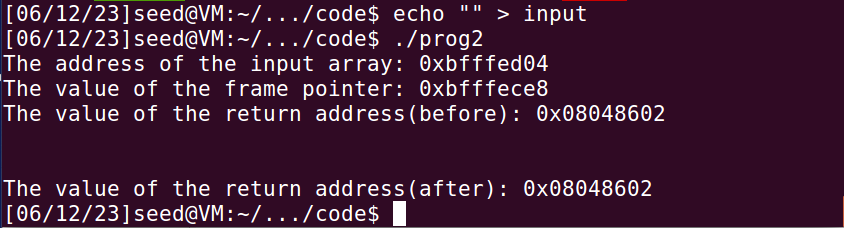 [06/12/23]seed@VM:~/.../code$ echo "" > input
[06/12/23]seed@VM:~/.../code$ ./prog2
The address of the input array: 0xbfffed04
The value of the frame pointer: 0xbfffece8
The value of the return address(before): 0x08048602
The value of the return address(after): 0x08048602
[06/12/23]seed@VM:~/.../code$